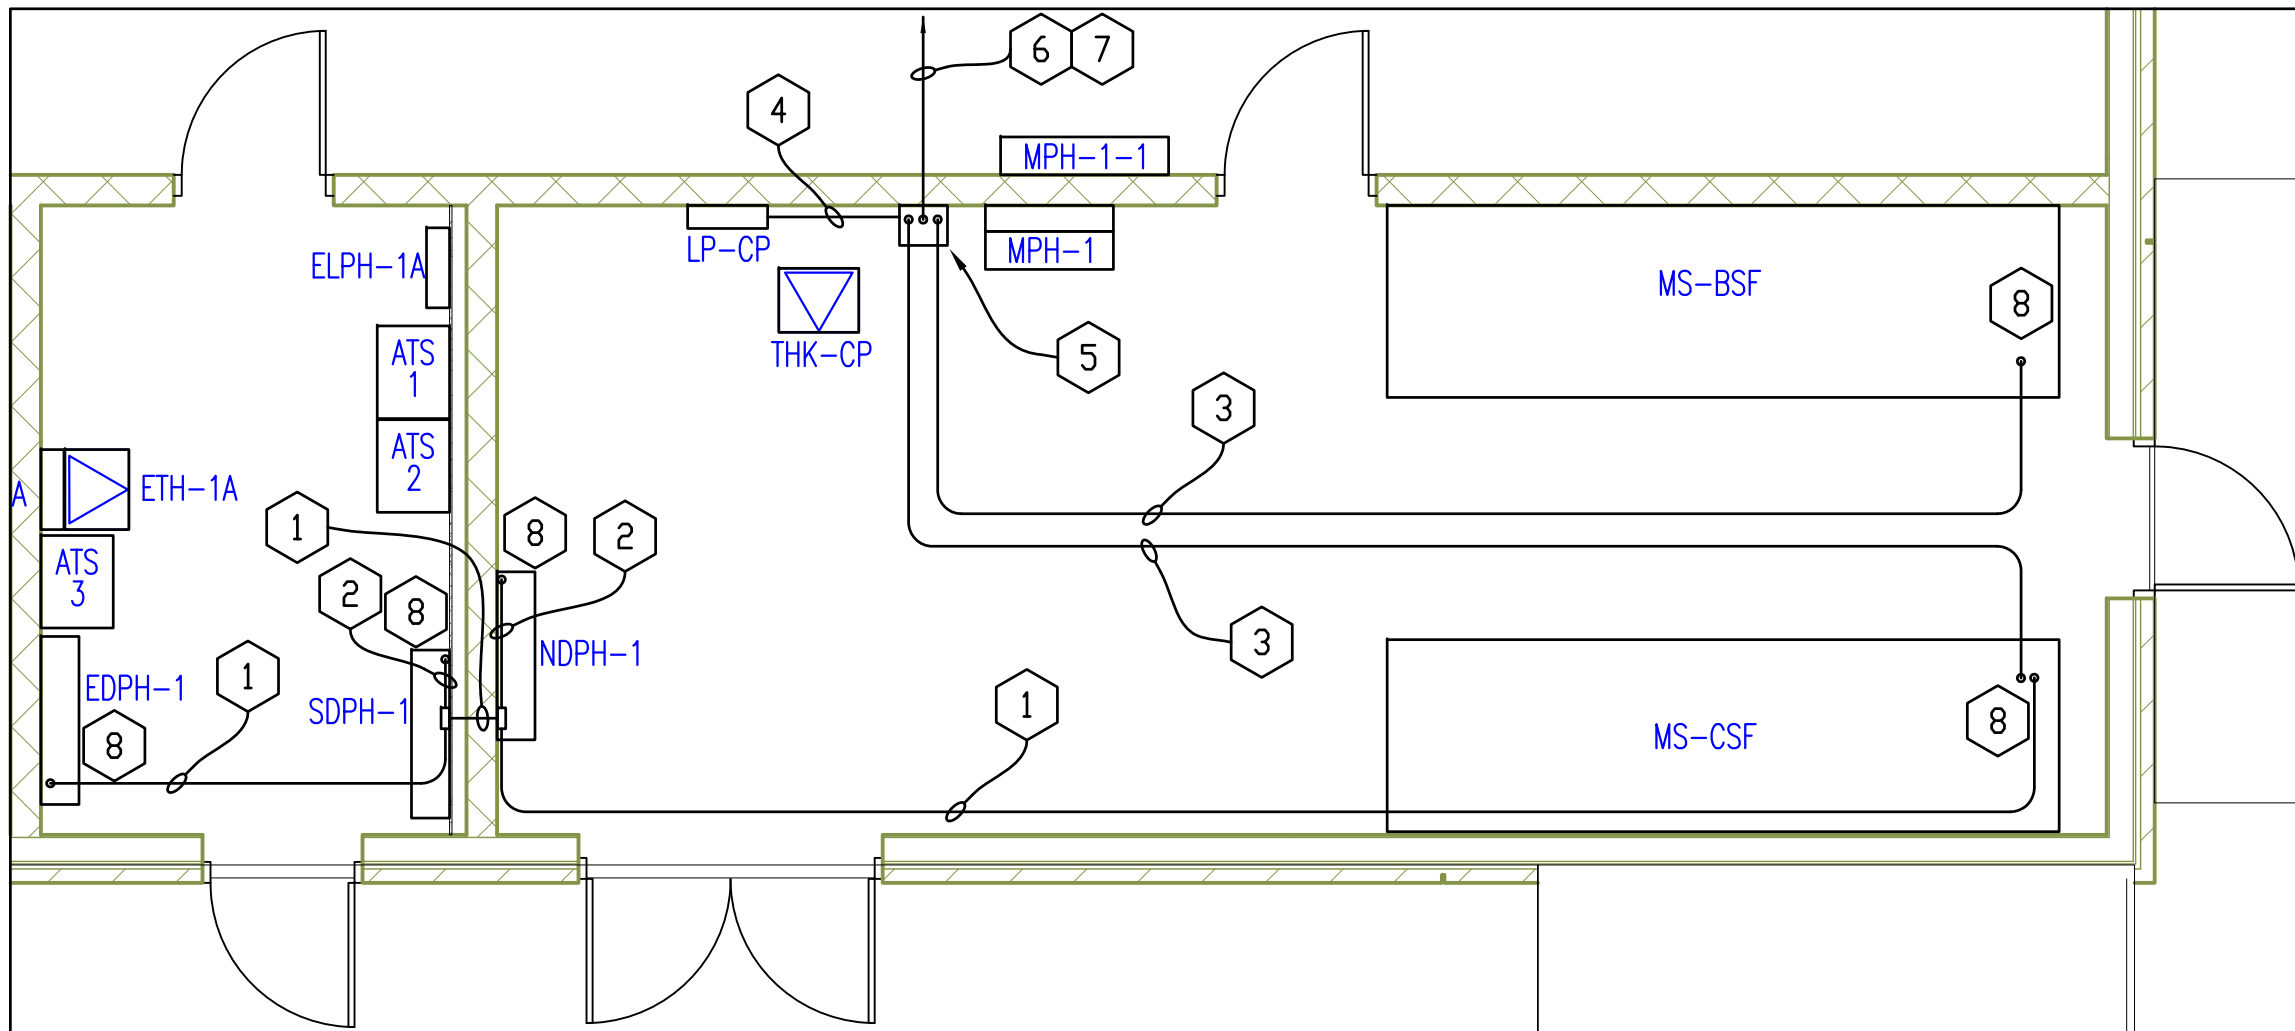 6 7
4
MPH-1-1
LP-CP
MPH-1
ELPH-1A
MS-BSF
8
THK-CP
5
ATS
1
3
ATS
2
A
ETH-1A
1
8
2
ATS
3
2
8
NDPH-1
3
EDPH-1
1
SDPH-1
1
8
MS-CSF
8